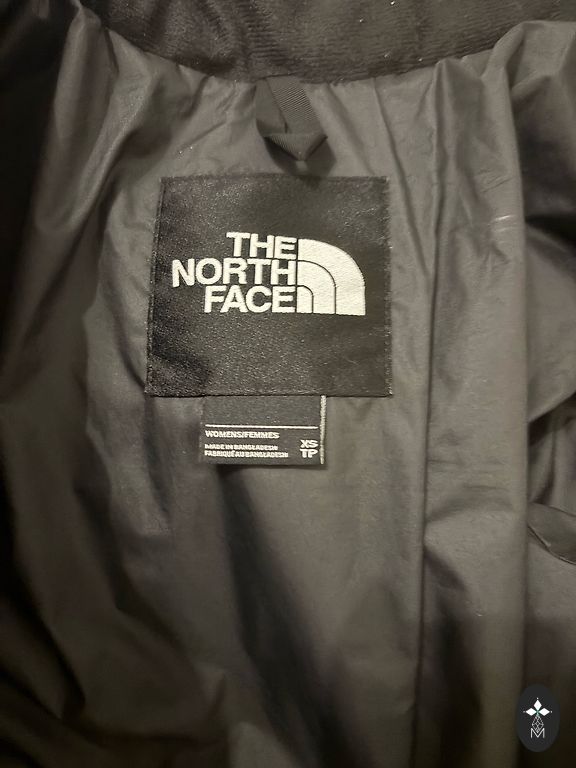 THE
NORTH
FACE
WOMENS/FEMMES
MADE IN BANGLADESH
FABRIQUÉ AU BANGLADESH
XS
TP
M